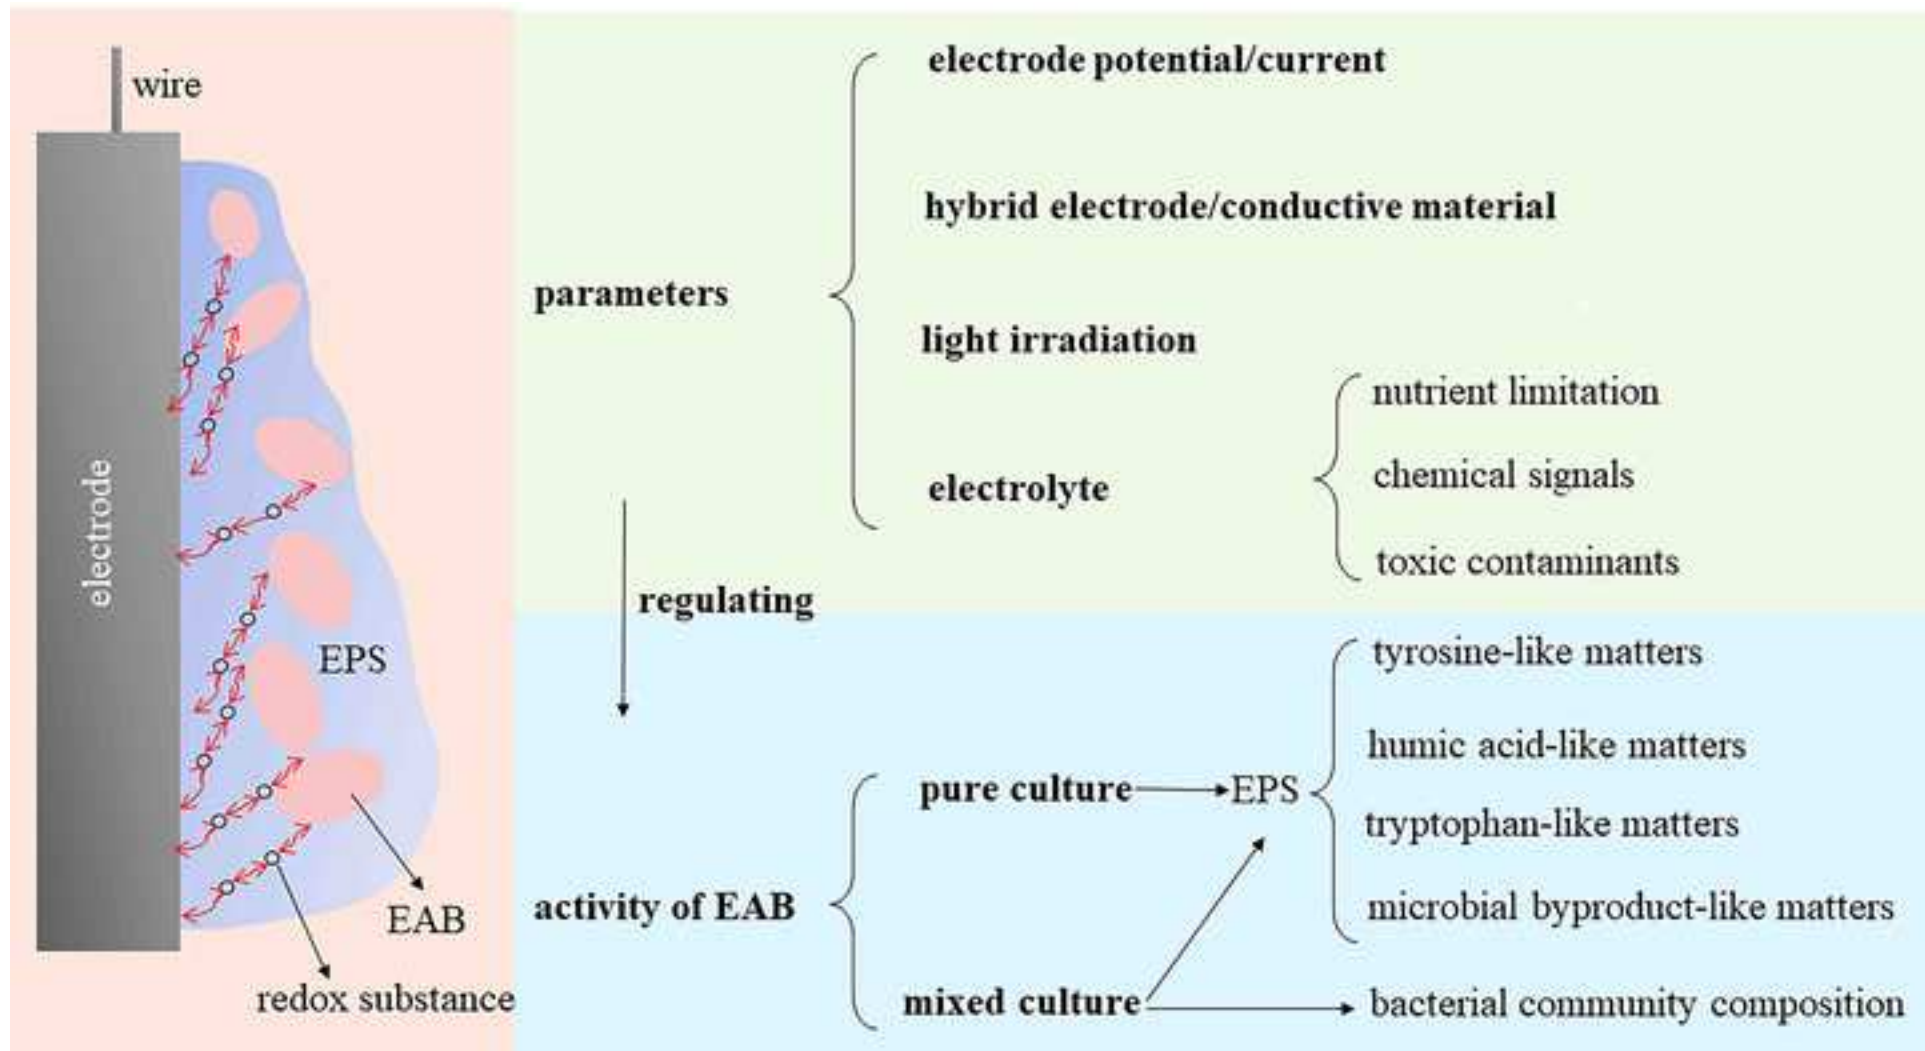 wire
electrode
EPS
EAB
redox substance
parameters
electrode potential/current
hybrid electrode/conductive material
light irradiation
electrolyte
nutrient limitation
chemical signals
toxic contaminants
regulating
activity of EAB
pure culture
EPS
tyrosine-like matters
humic acid-like matters
tryptophan-like matters
microbial byproduct-like matters
mixed culture
bacterial community composition